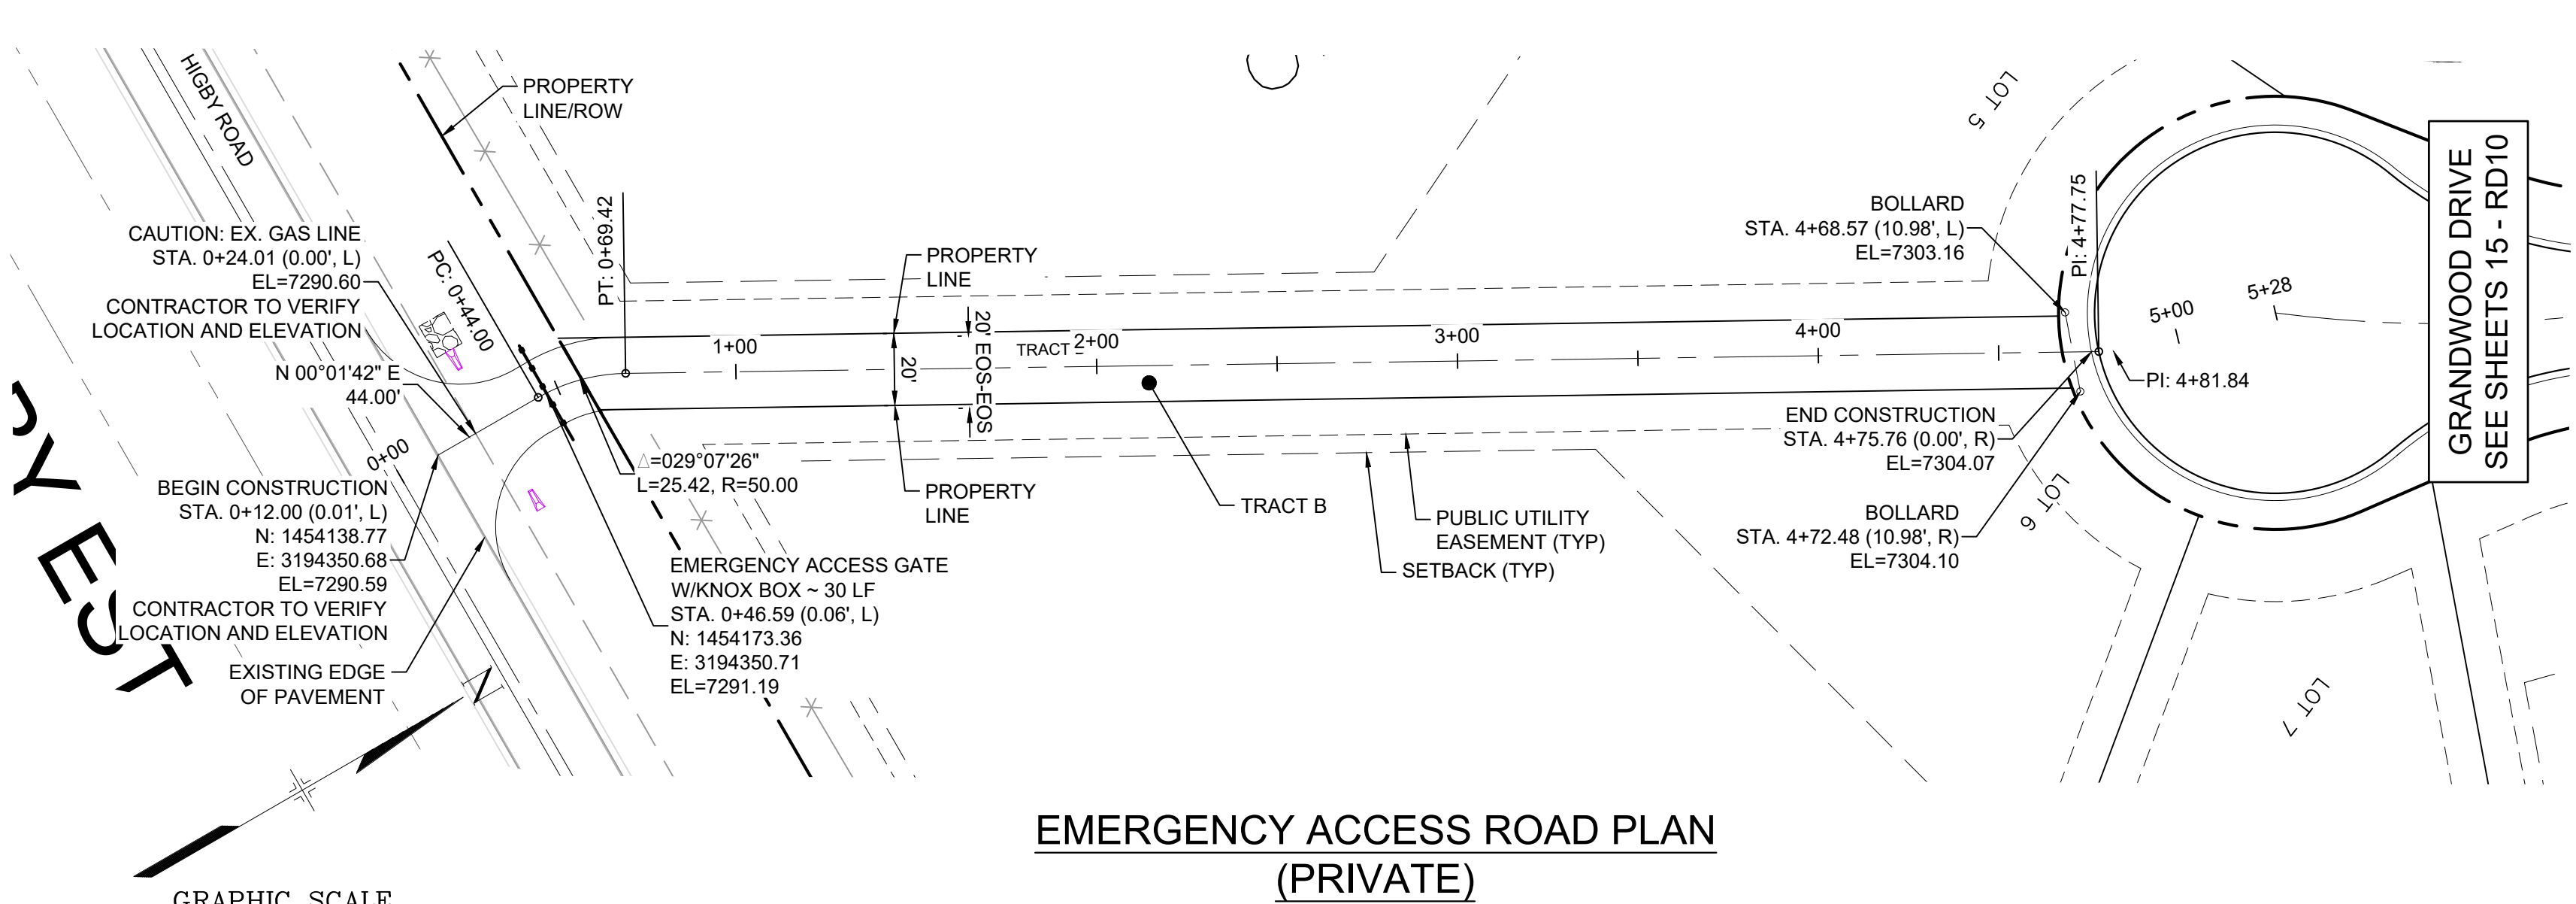 HIGBY ROAD
PROPERTY
LINE/ROW
CAUTION: EX. GAS LINE
STA. 0+24.01 (0.00', L)
EL=7290.60
CONTRACTOR TO VERIFY
LOCATION AND ELEVATION
PC: 0+44.00
N 00°01'42" E
44.00'
0+00
BEGIN CONSTRUCTION
STA. 0+12.00 (0.01', L)
N: 1454138.77
E: 3194350.68
EL=7290.59
CONTRACTOR TO VERIFY
LOCATION AND ELEVATION
EXISTING EDGE
OF PAVEMENT
EST
N
GRAPHIC SCALE
PT: 0+69.42
Δ=029°07'26"
L=25.42, R=50.00
EMERGENCY ACCESS GATE
W/KNOX BOX ~ 30 LF
STA. 0+46.59 (0.06', L)
N: 1454173.36
E: 3194350.71
EL=7291.19
1+00
PROPERTY
LINE
20'
20' EOS-EOS
PROPERTY
LINE
TRACT
2+00
3+00
4+00
TRACT B
PUBLIC UTILITY
EASEMENT (TYP)
SETBACK (TYP)
BOLLARD
STA. 4+68.57 (10.98', L)
EL=7303.16
PI: 4+77.75
LOT 5
5+00
5+28
PI: 4+81.84
END CONSTRUCTION
STA. 4+75.76 (0.00', R)
EL=7304.07
BOLLARD
STA. 4+72.48 (10.98', R)
EL=7304.10
LOT 6
LOT 7
GRANDWOOD DRIVE
SEE SHEETS 15 - RD10
EMERGENCY ACCESS ROAD PLAN
(PRIVATE)